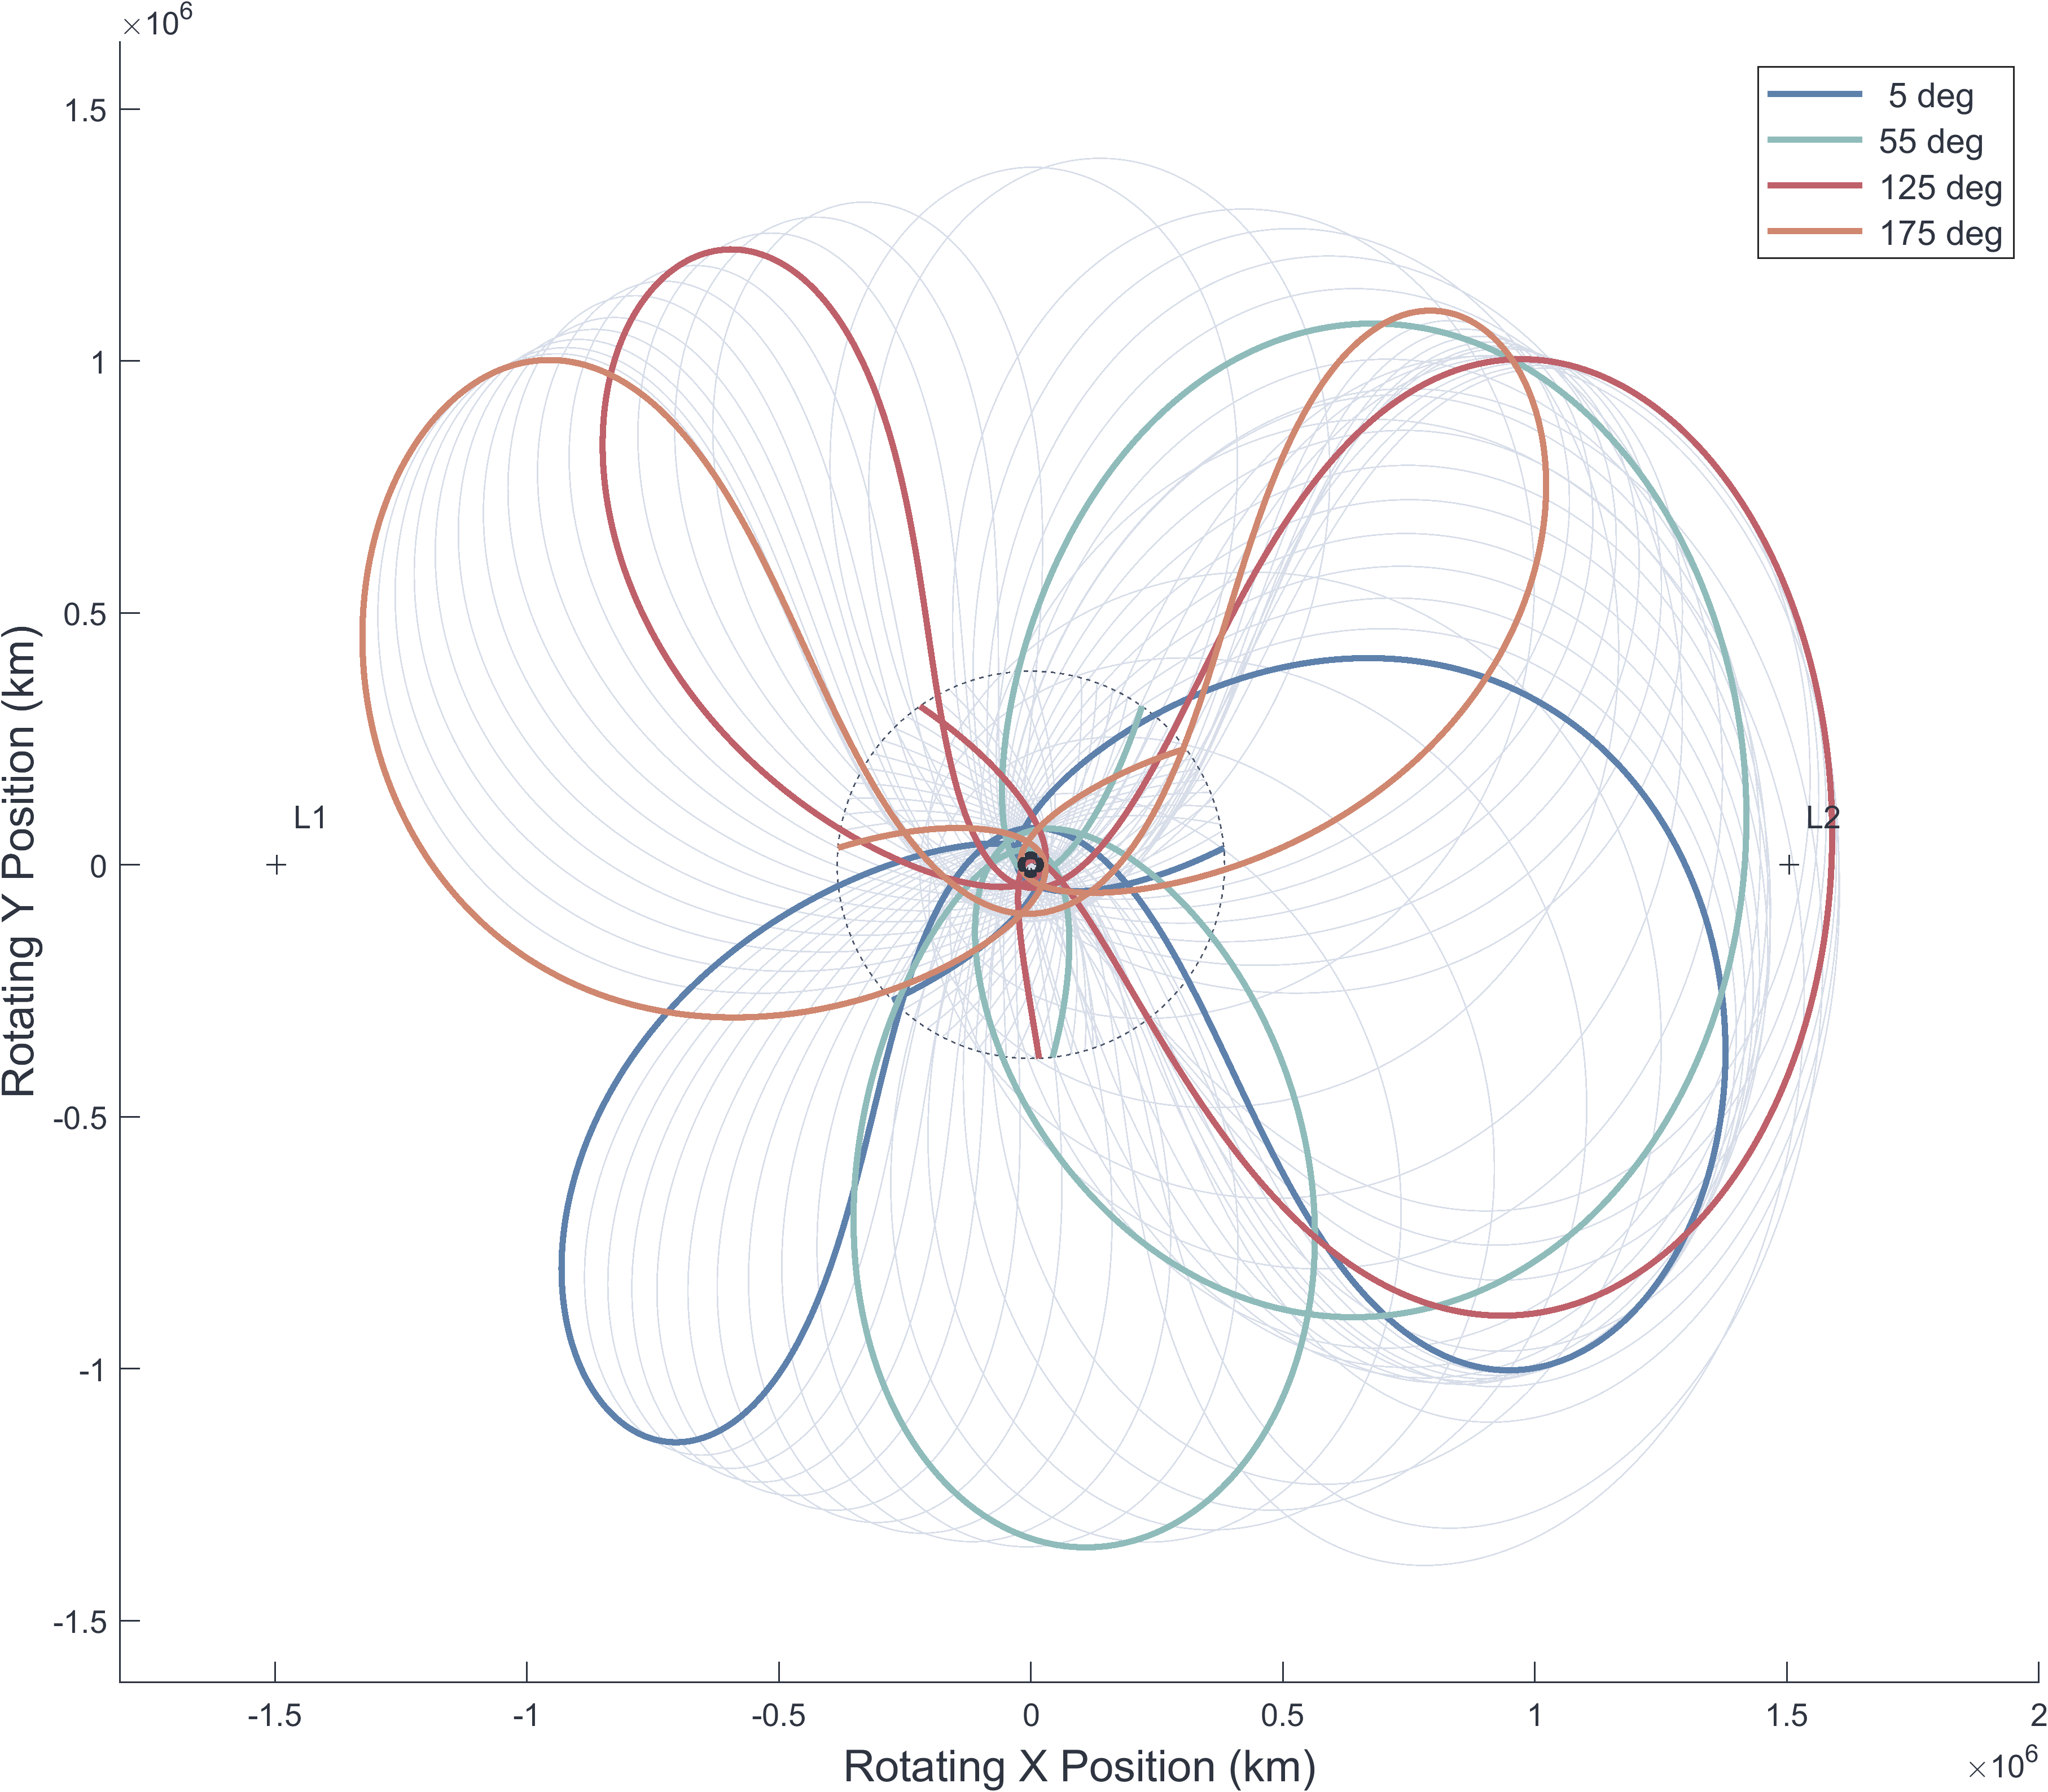 ×10⁶
1.5
1
0.5
0
-0.5
-1
-1.5
Rotating Y Position (km)
5 deg
55 deg
125 deg
175 deg
L1
L2
-1.5 -1 -0.5 0 0.5 1 1.5 2
Rotating X Position (km)
×10⁶